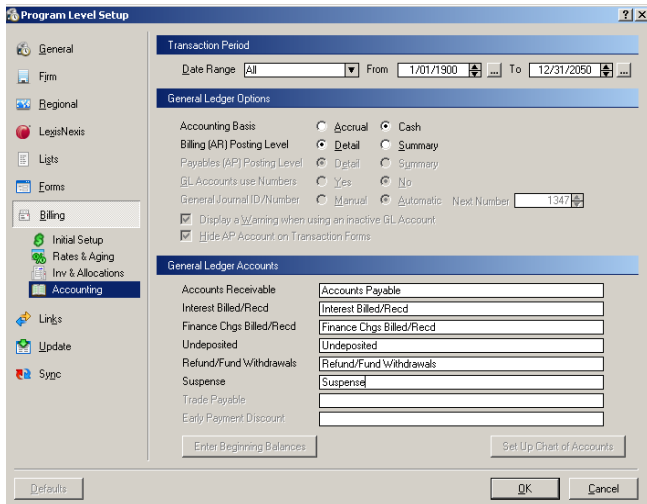 Program Level Setup
General
Firm
Regional
LexisNexis
Lists
Forms
Billing
Initial Setup
Rates & Aging
Inv & Allocations
Accounting
Links
Update
Sync
Transaction Period
Date Range All From 1/01/1900 ... To 12/31/2050 ...
General Ledger Options
Accounting Basis Accrual Cash
Billing (AR) Posting Level Detail Summary
Payables (AP) Posting Level Detail Summary
GL Accounts use Numbers Yes No
General Journal ID/Number Manual Automatic Next Number 1347
Display a Warning when using an inactive GL Account
Hide AP Account on Transaction Forms
General Ledger Accounts
Accounts Receivable Accounts Payable
Interest Billed/Recd Interest Billed/Recd
Finance Chgs Billed/Recd Finance Chgs Billed/Recd
Undeposited Undeposited
Refund/Fund Withdrawals Refund/Fund Withdrawals
Suspense Suspense
Trade Payable
Early Payment Discount
Enter Beginning Balances Set Up Chart of Accounts
Defaults OK Cancel